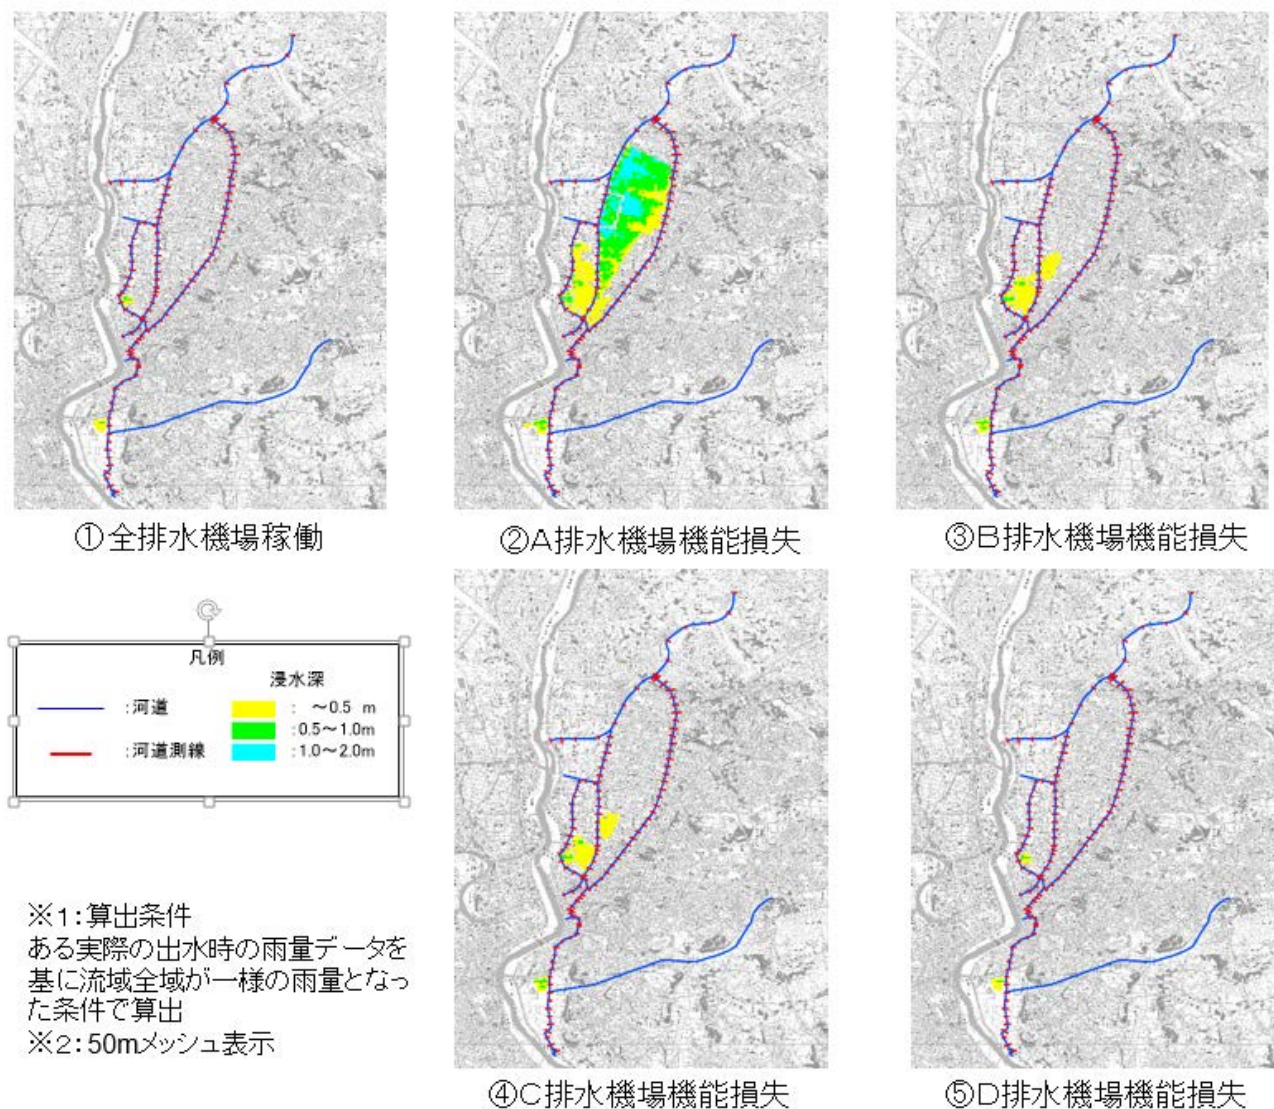 ①全排水機場稼働
②A排水機場機能損失
③B排水機場機能損失
凡例
浸水深
:河道
: ～0.5 m
:0.5～1.0m
:河道測線
:1.0～2.0m
※1:算出条件
ある実際の出水時の雨量データを
基に流域全域が一様の雨量となっ
た条件で算出
※2:50mメッシュ表示
④C排水機場機能損失
⑤D排水機場機能損失